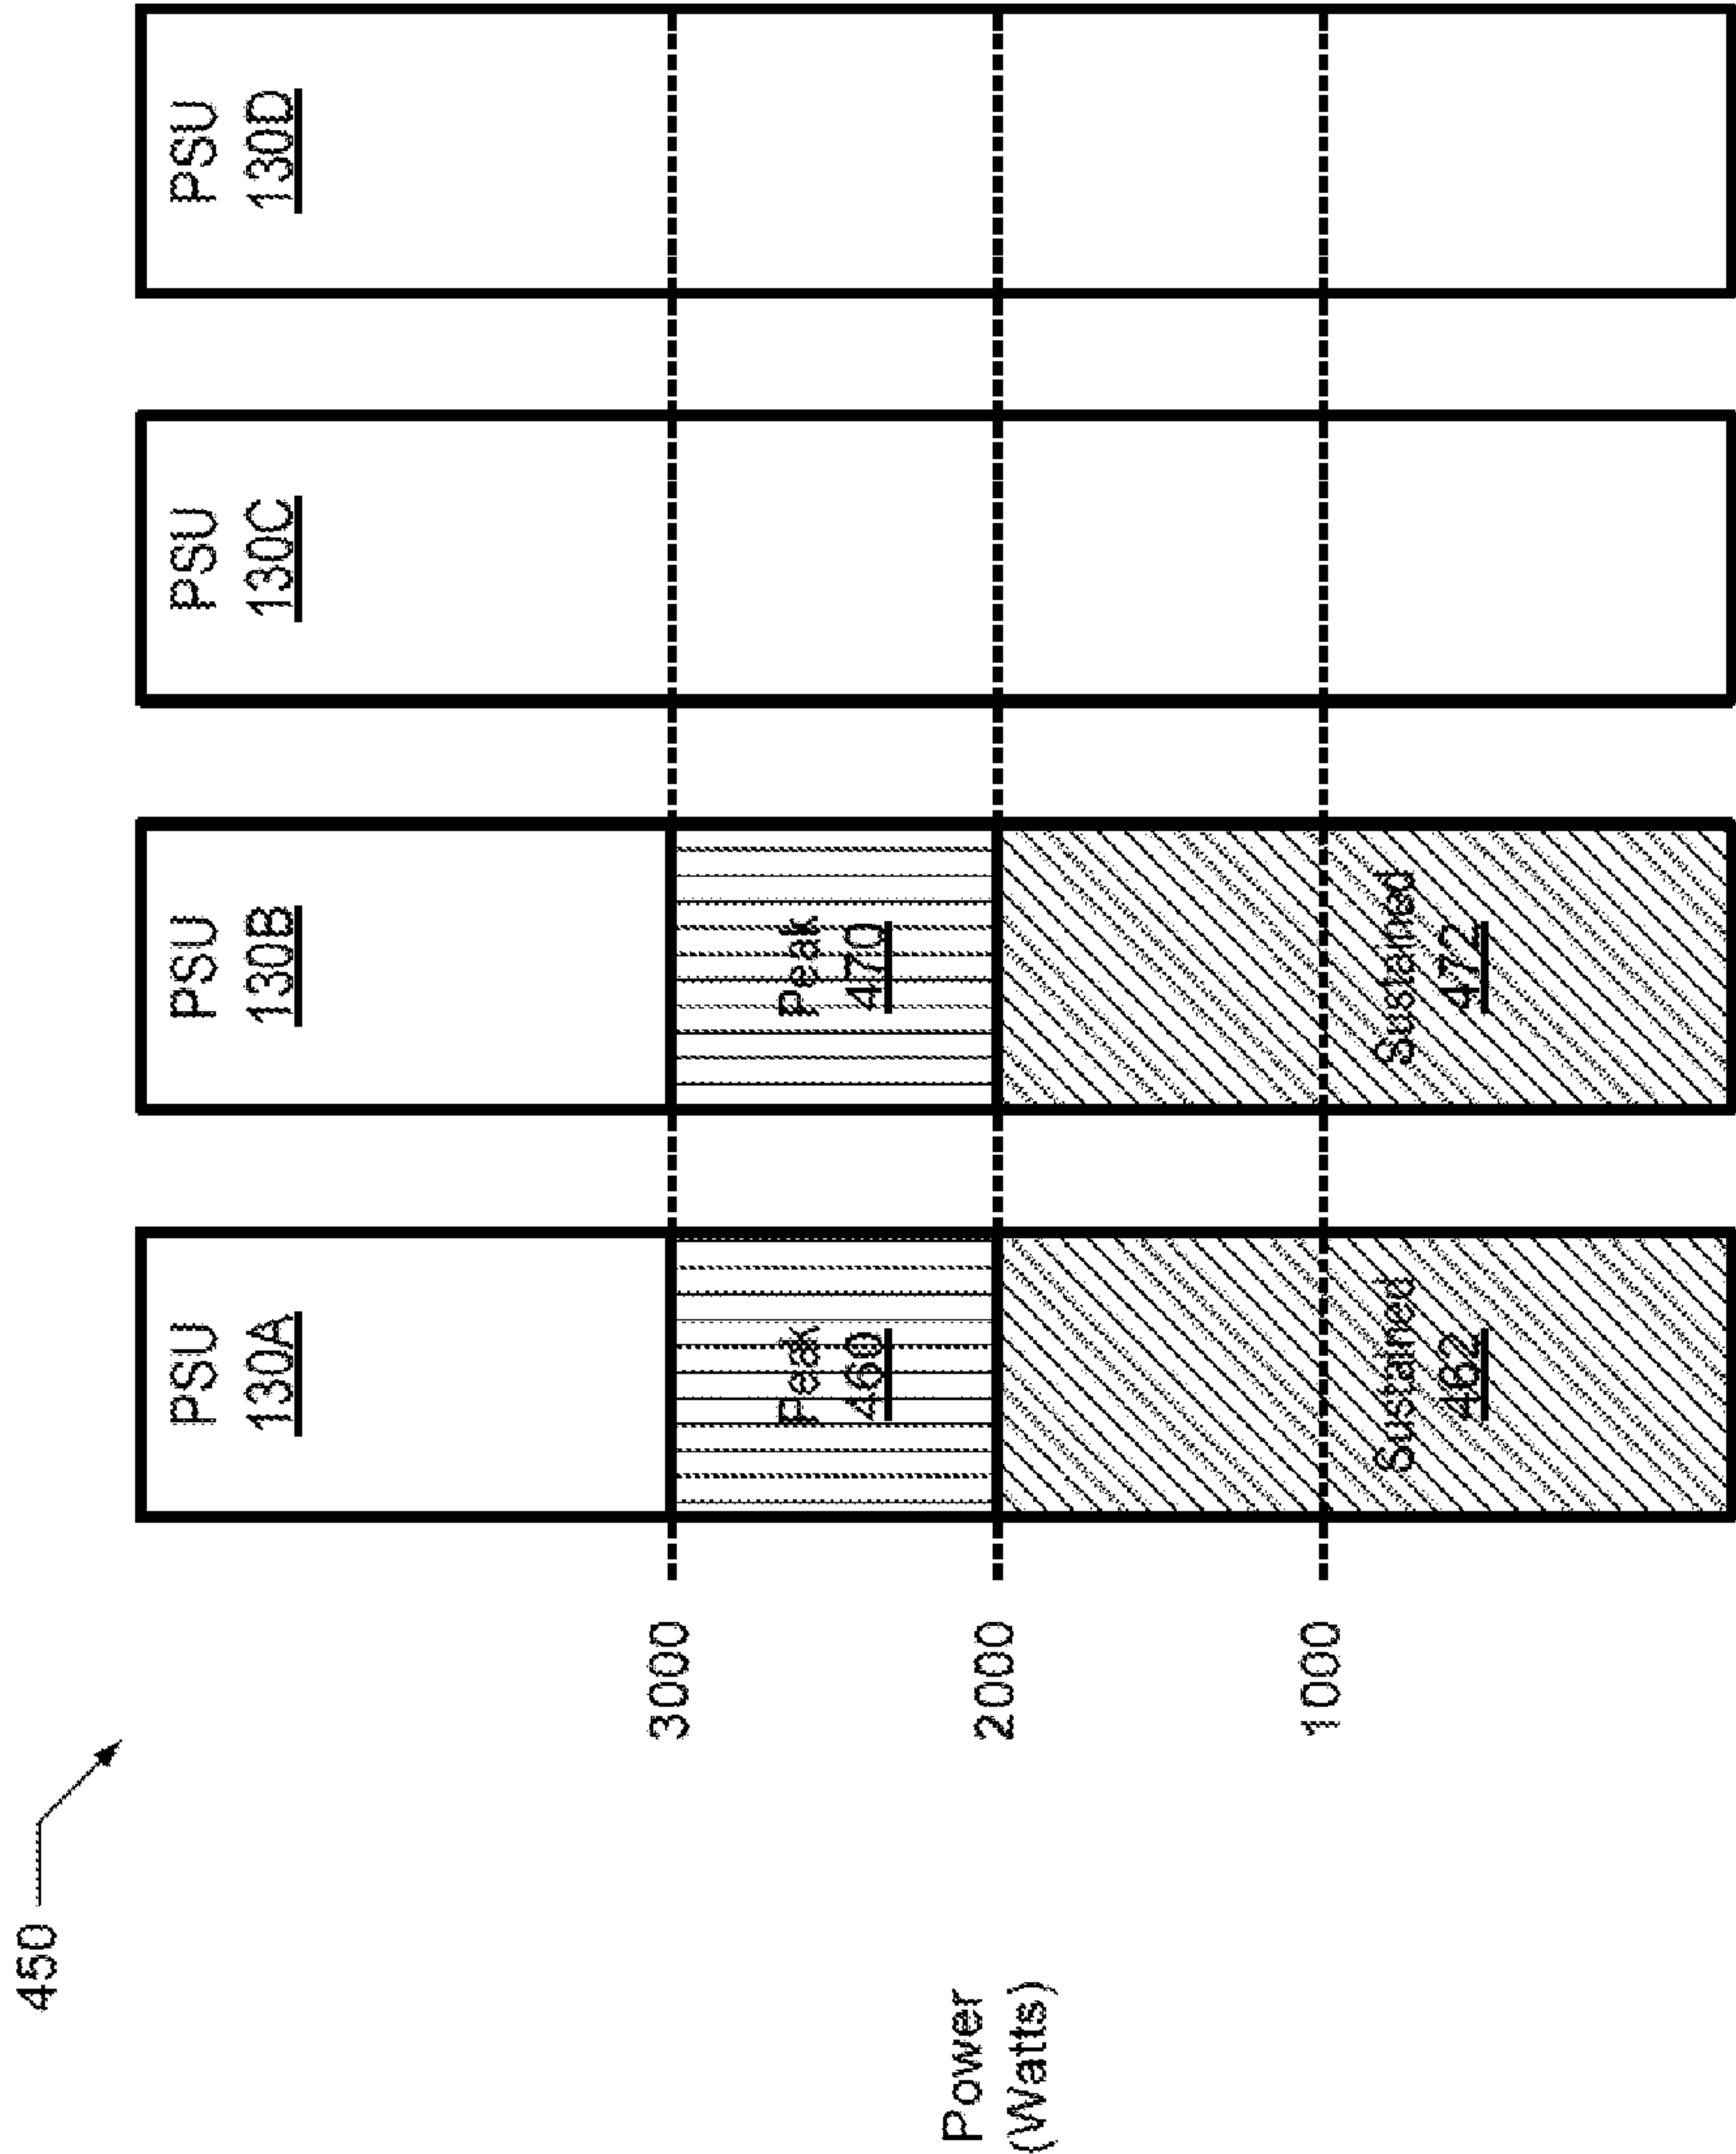 450
PSU
130A
PSU
130B
PSU
130C
PSU
130D
3000
Peak
460
Peak
470
Power
(Watts)
2000
1000
Sustained
462
Sustained
472